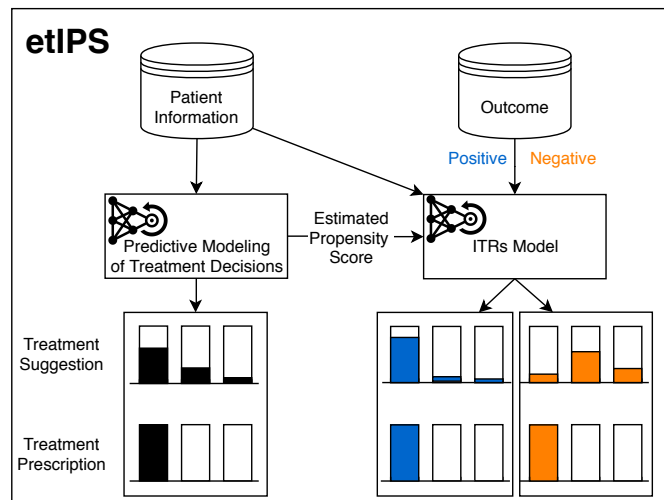 etIPS
Patient
Information
Outcome
Positive
Negative
Predictive Modeling
of Treatment Decisions
Estimated
Propensity
Score
ITRs Model
Treatment
Suggestion
Treatment
Prescription